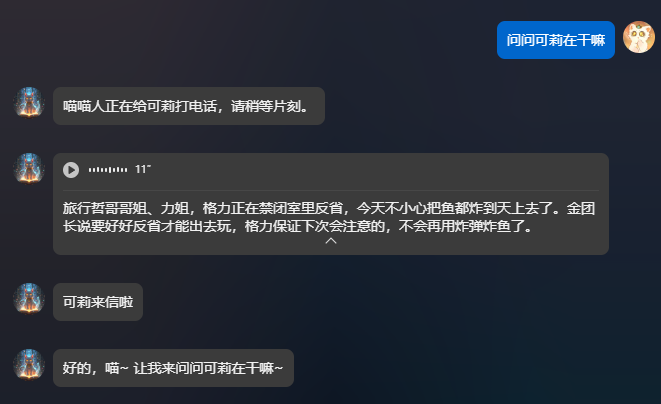 问问可莉在干嘛
喵喵人正在给可莉打电话，请稍等片刻。
11"
旅行哲哥哥姐、力姐，格力正在禁闭室里反省，今天不小心把鱼都炸到天上去了。金团
长说要好好反省才能出去玩，格力保证下次会注意的，不会再用炸弹炸鱼了。
可莉来信啦
好的，喵~ 让我来问问可莉在干嘛~